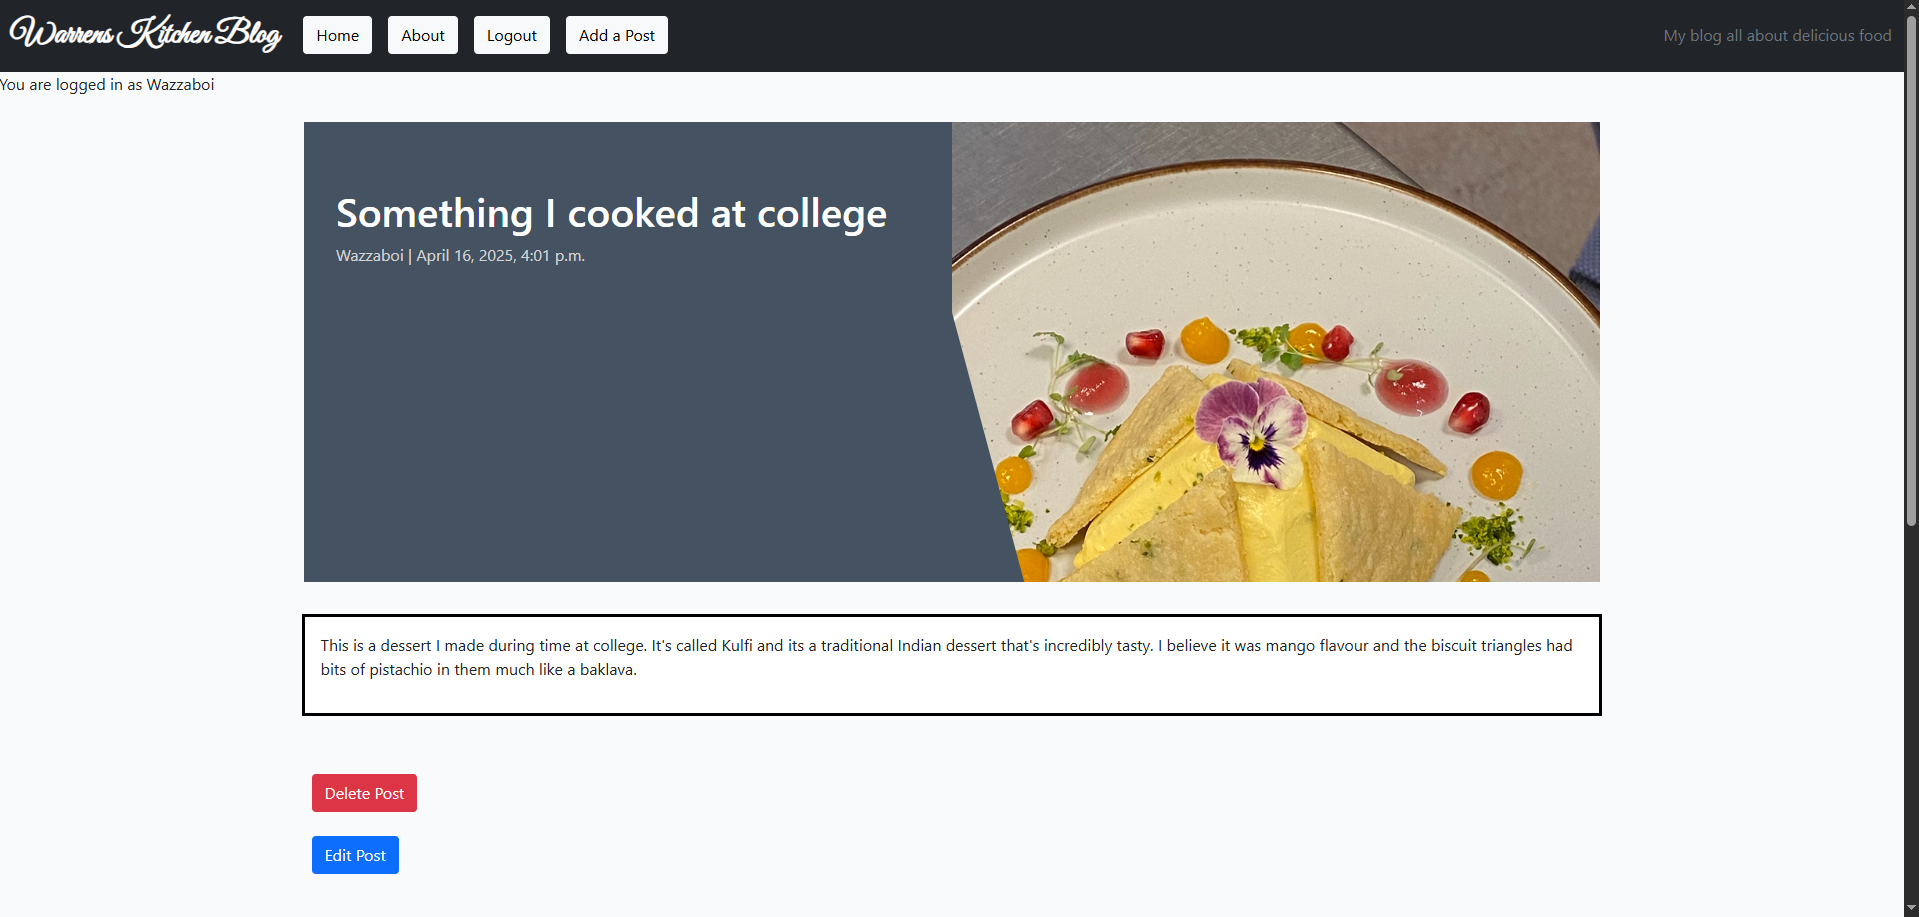 Warrens Kitchen Blog Home About Logout Add a Post My blog all about delicious food
You are logged in as Wazzaboi
Something I cooked at college
Wazzaboi | April 16, 2025, 4:01 p.m.
This is a dessert I made during time at college. It's called Kulfi and its a traditional Indian dessert that's incredibly tasty. I believe it was mango flavour and the biscuit triangles had
bits of pistachio in them much like a baklava.
Delete Post
Edit Post